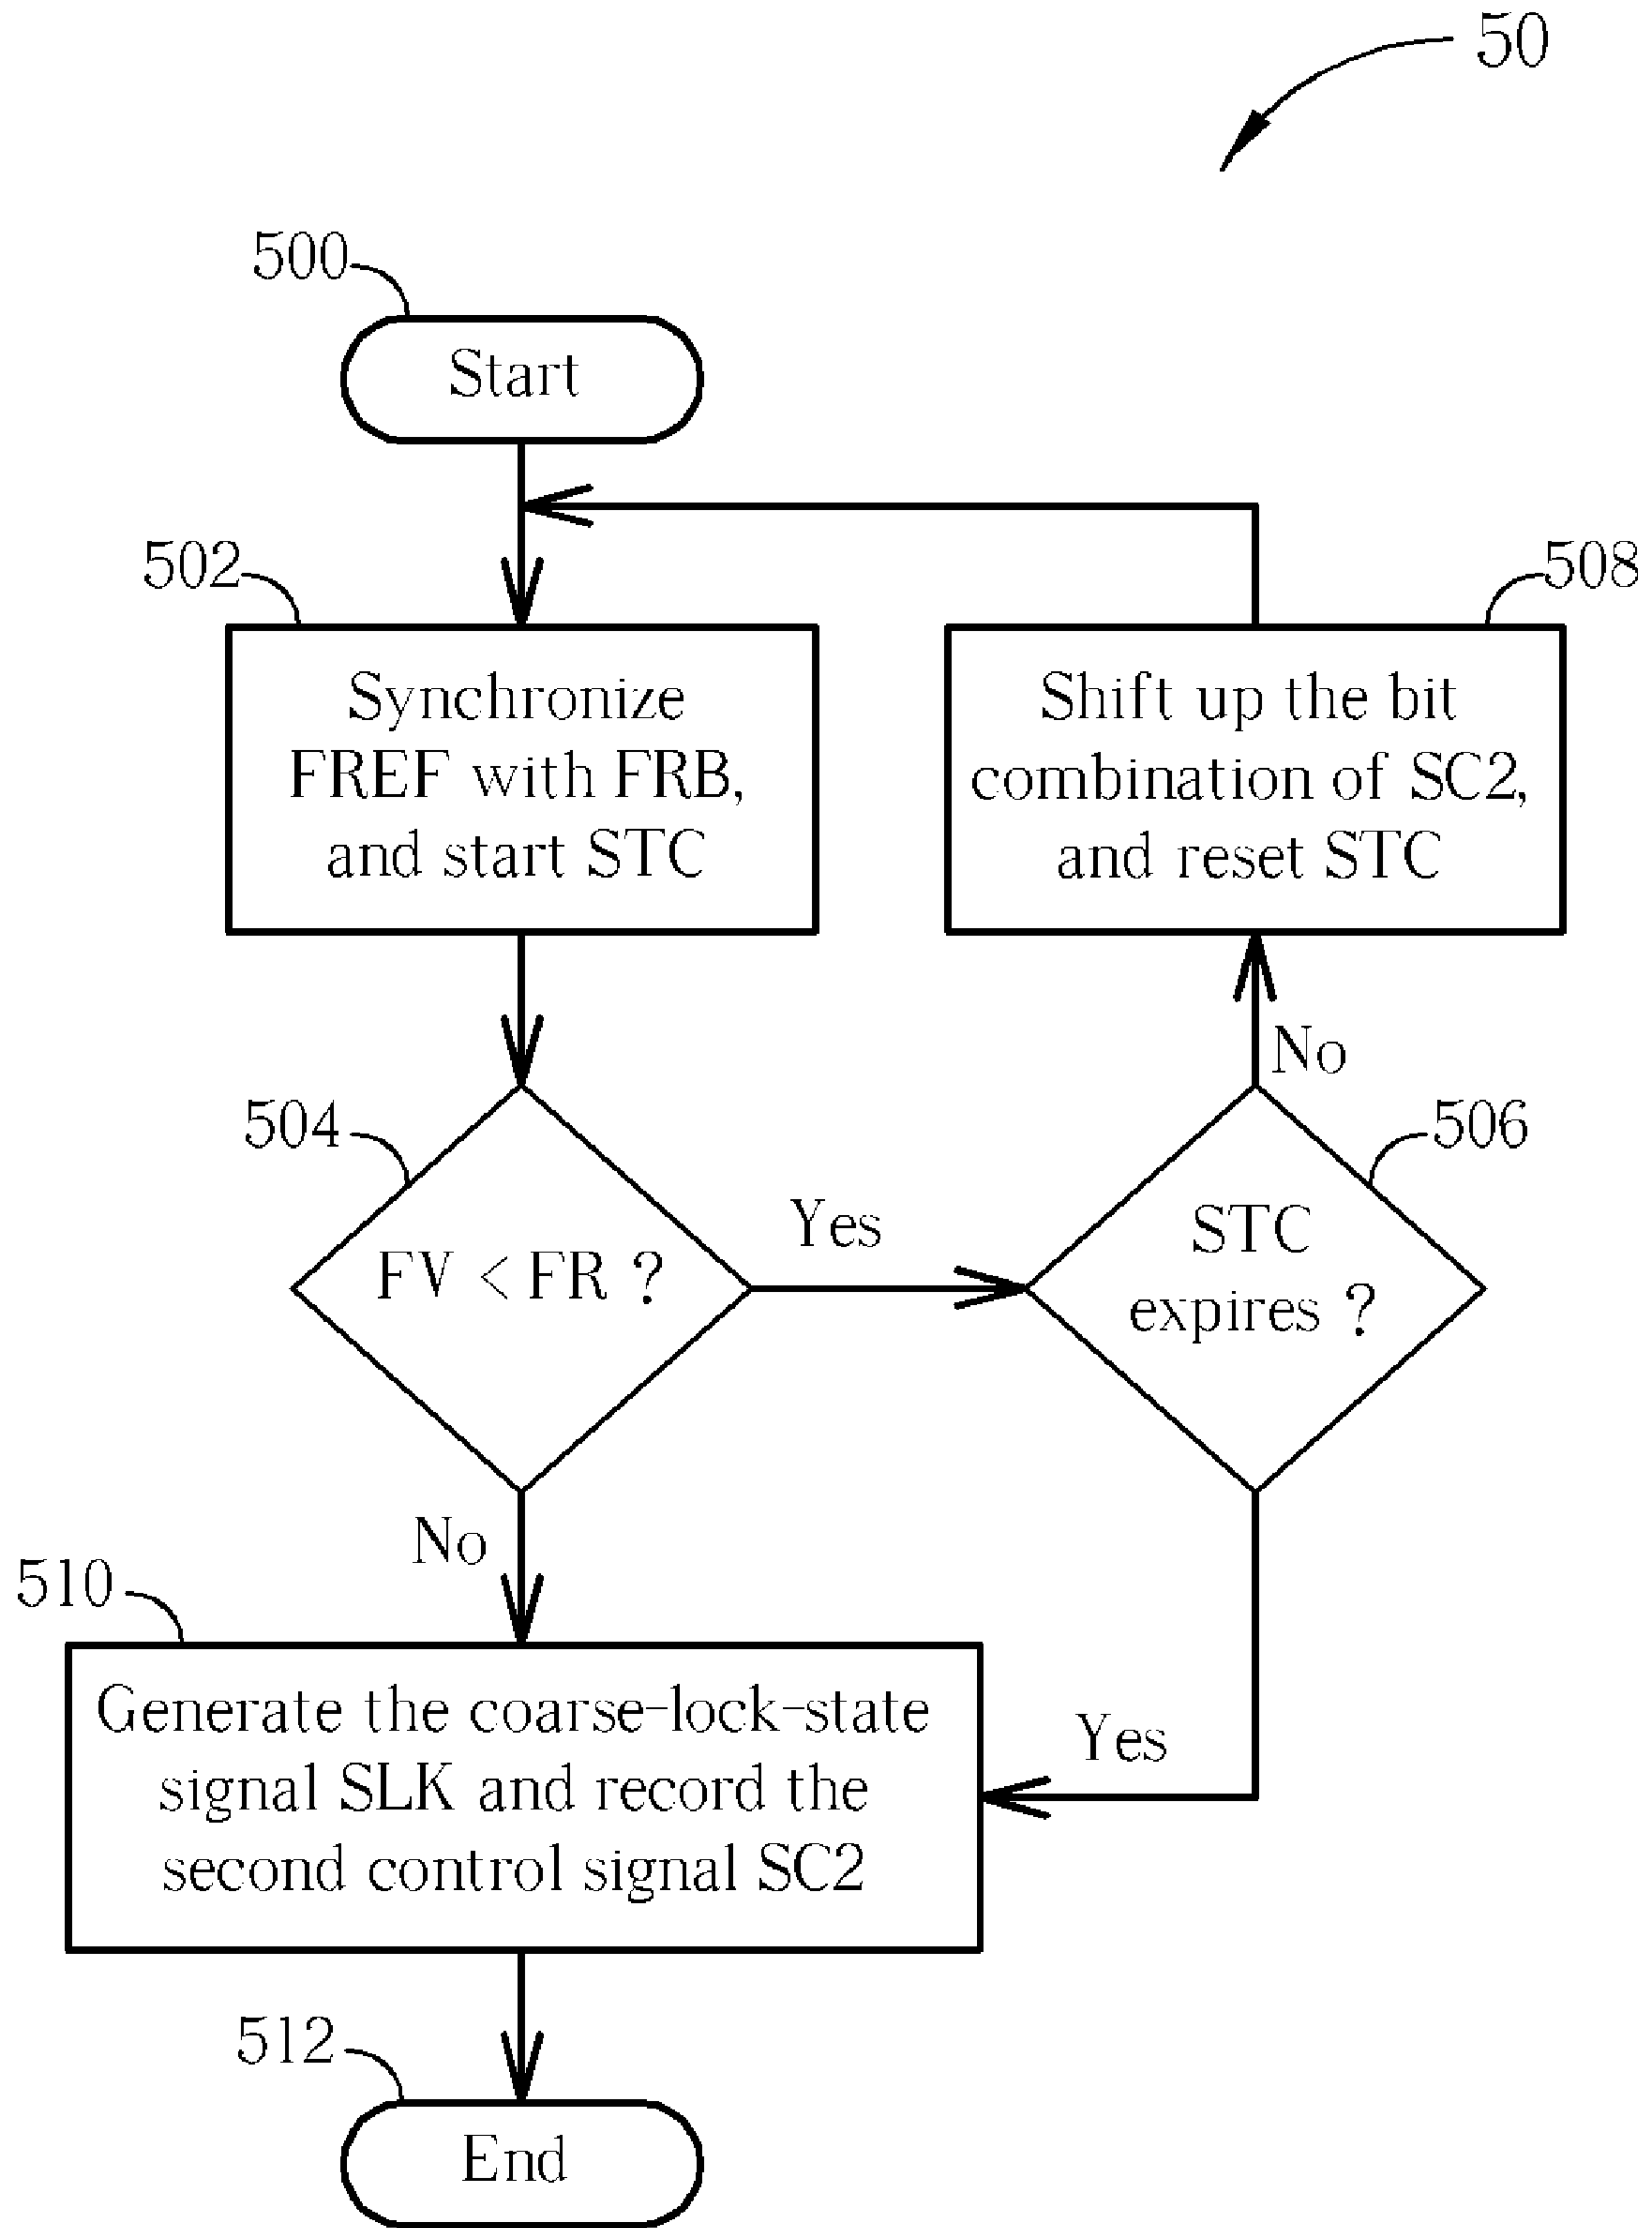 50
500
Start
502
Synchronize
FREF with FRB,
and start STC
508
Shift up the bit
combination of SC2,
and reset STC
No
504
FV < FR ?
Yes
506
STC
expires ?
No
510
Generate the coarse-lock-state
signal SLK and record the
second control signal SC2
Yes
512
End